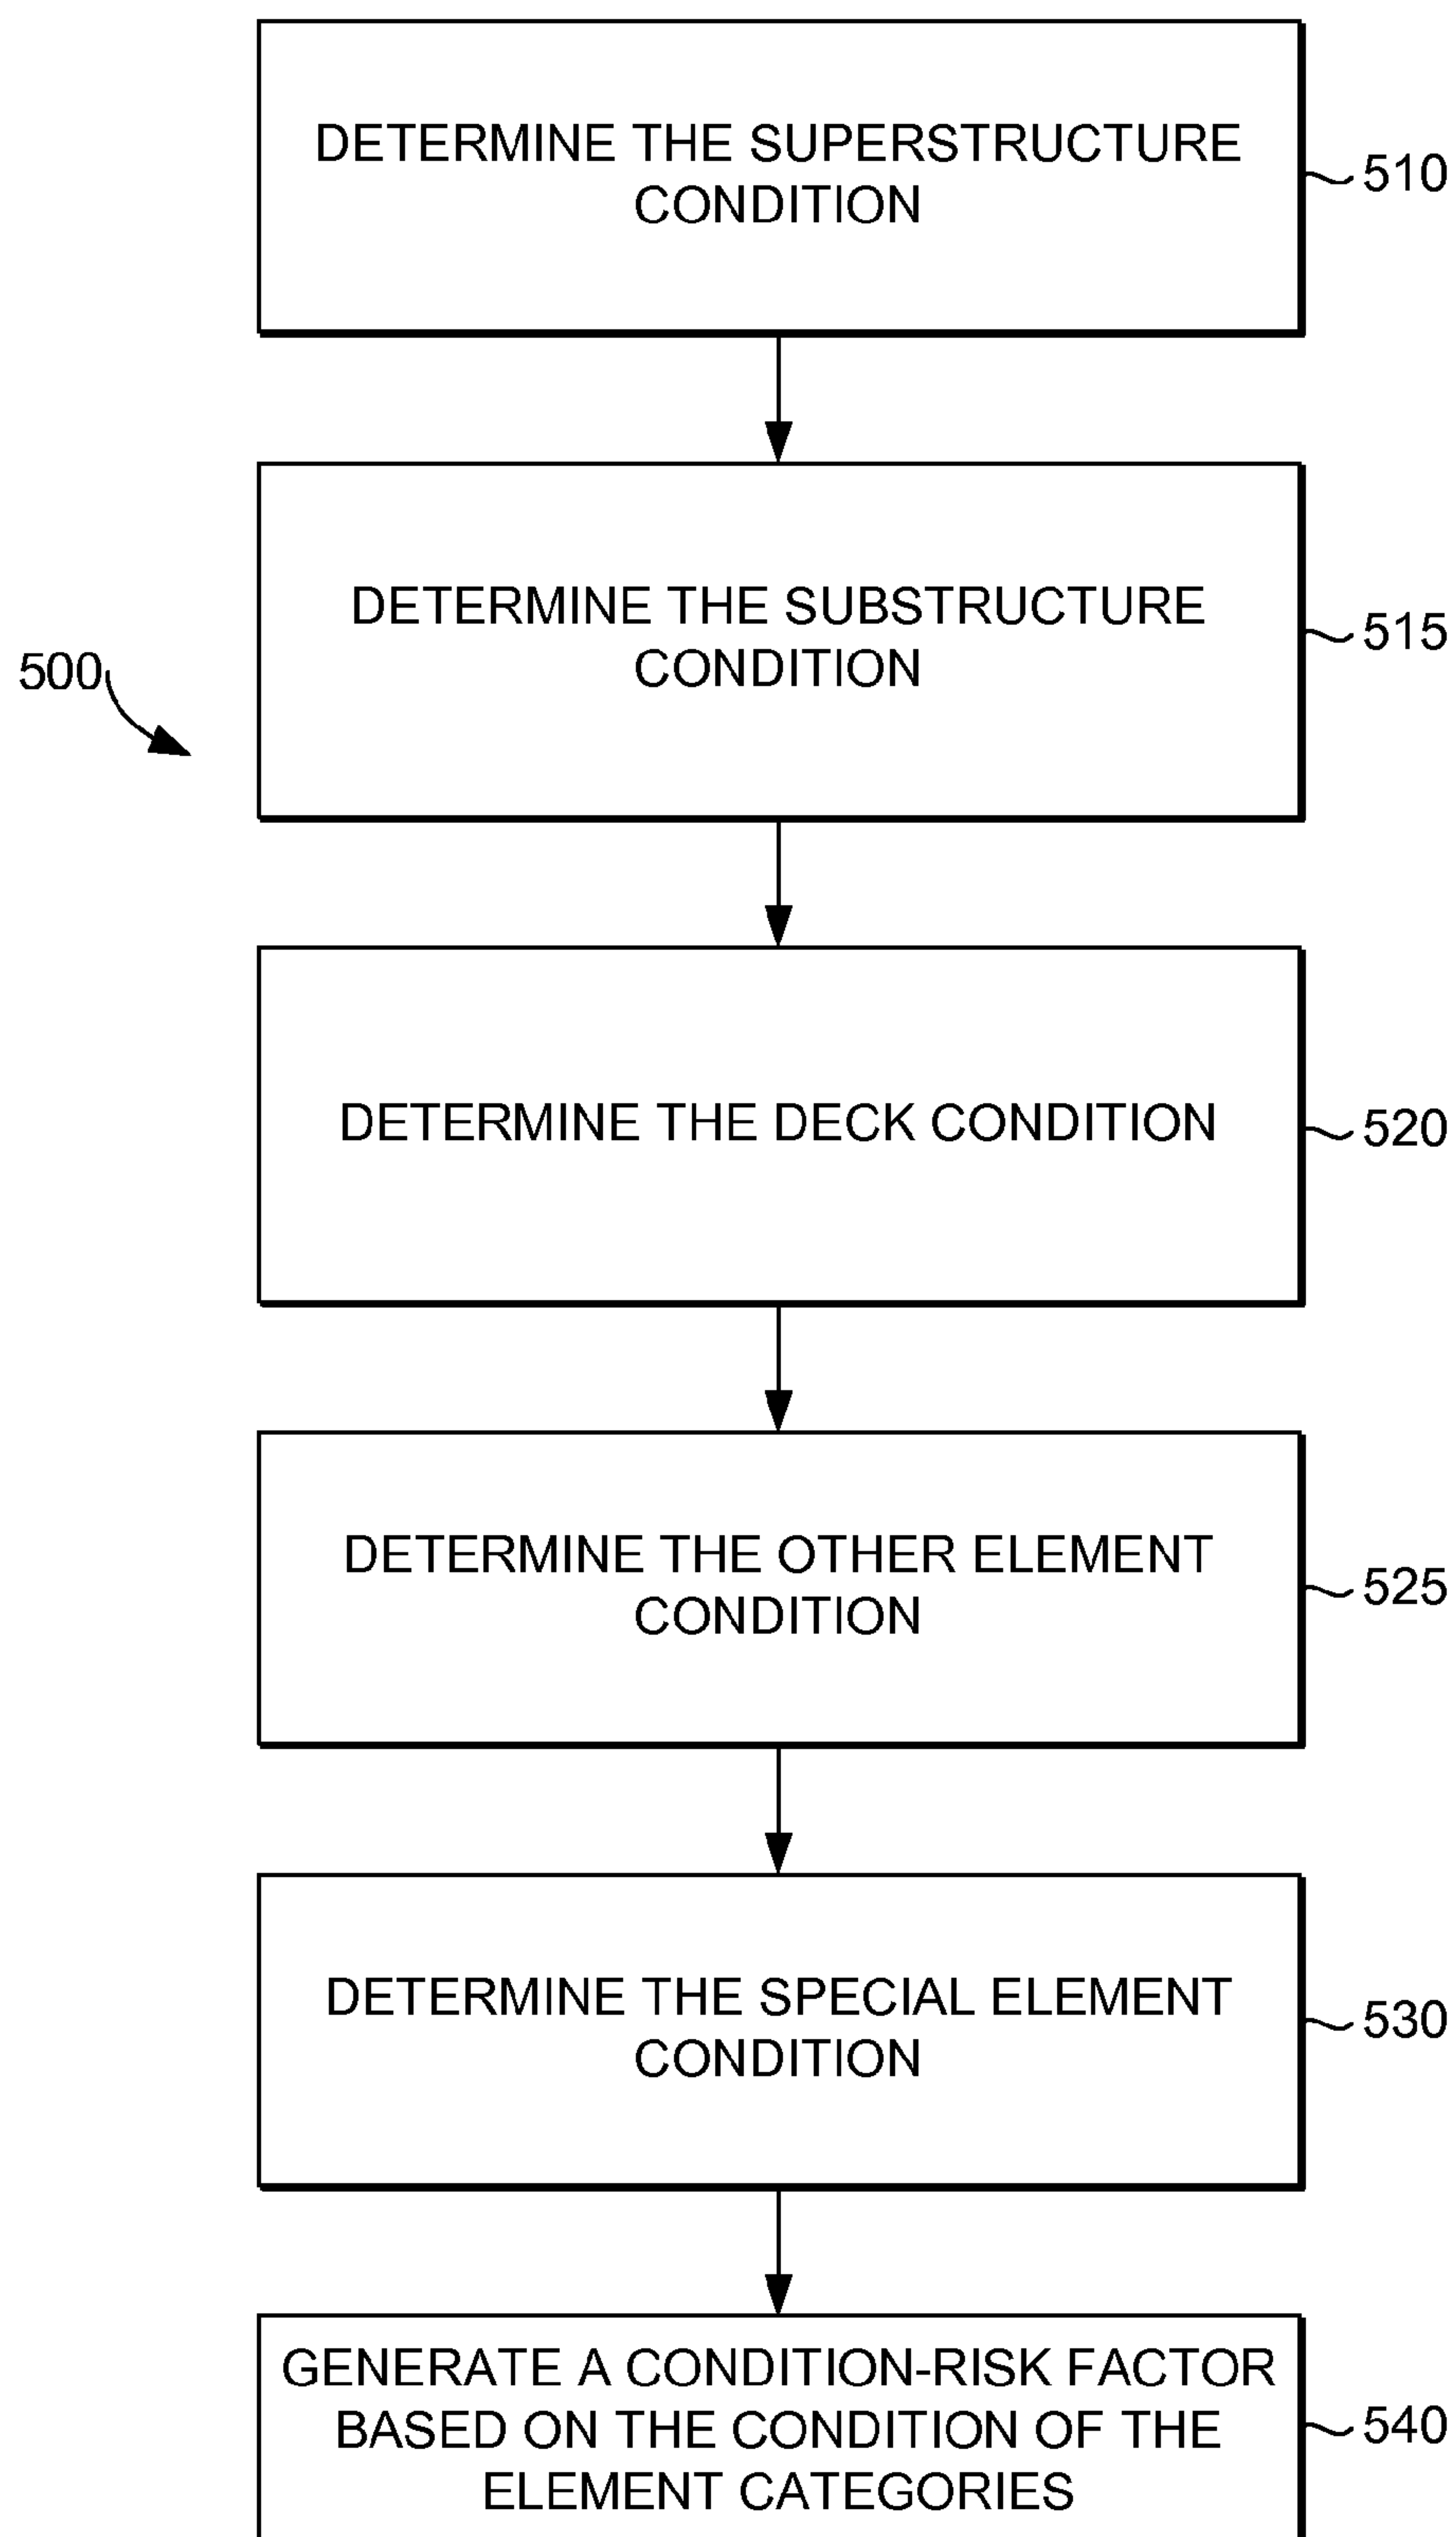 DETERMINE THE SUPERSTRUCTURE
CONDITION
510
DETERMINE THE SUBSTRUCTURE
CONDITION
515
500
DETERMINE THE DECK CONDITION
520
DETERMINE THE OTHER ELEMENT
CONDITION
525
DETERMINE THE SPECIAL ELEMENT
CONDITION
530
GENERATE A CONDITION-RISK FACTOR
BASED ON THE CONDITION OF THE
ELEMENT CATEGORIES
540